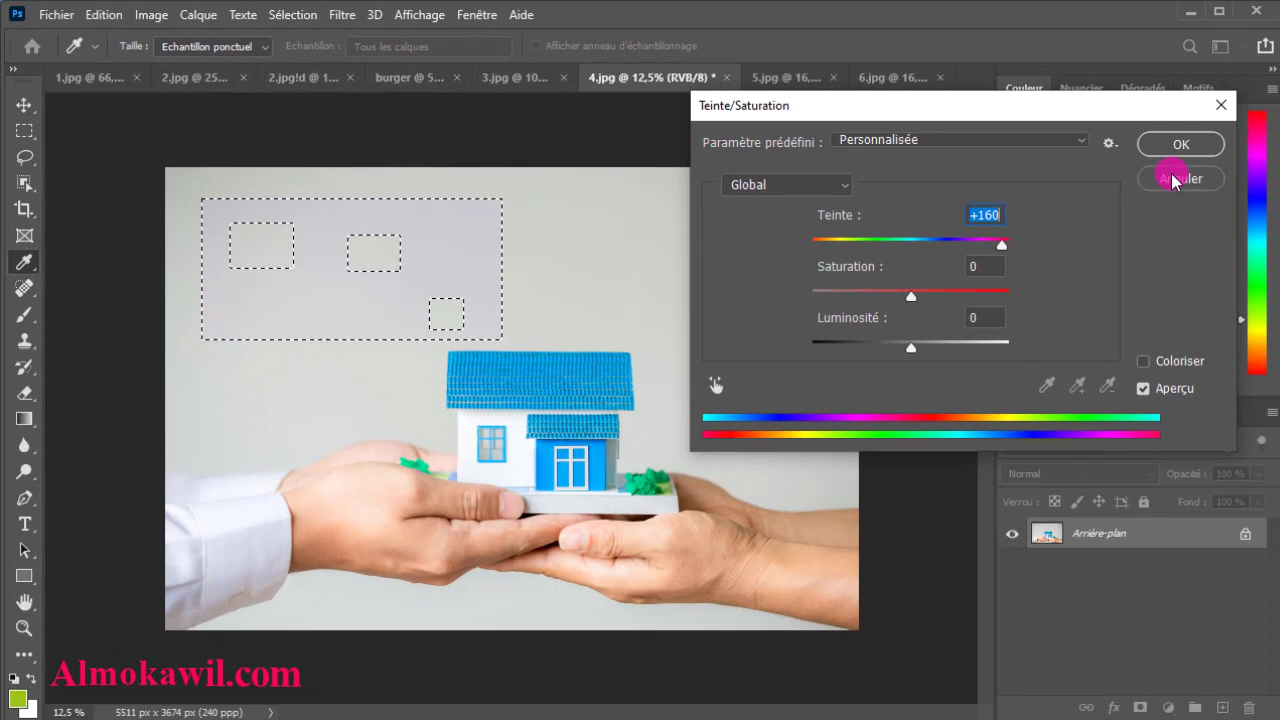 Ps Fichier Edition Image Calque Texte Sélection Filtre 3D Affichage Fenêtre Aide
Taille : Echantillon ponctuel Echantillon : Tous les calques Afficher anneau d'échantillonnage
1.jpg @ 66,... 2.jpg @ 25... 2.jpg!d @ 1... burger @ 5... 3.jpg @ 10... 4.jpg @ 12,5% (RVB/8) * 5.jpg @ 16,... 6.jpg @ 16,...
Couleur Nuancier Dégradés Motifs
Teinte/Saturation
Paramètre prédéfini : Personnalisée
OK
Annuler
Global
Teinte : +160
Saturation : 0
Luminosité : 0
Coloriser
Aperçu
Normal Opacité : 100 %
Verrou : Fond : 100 %
Arrière-plan
T
Almokawil.com
12,5 % 5511 px x 3674 px (240 ppp)
fx